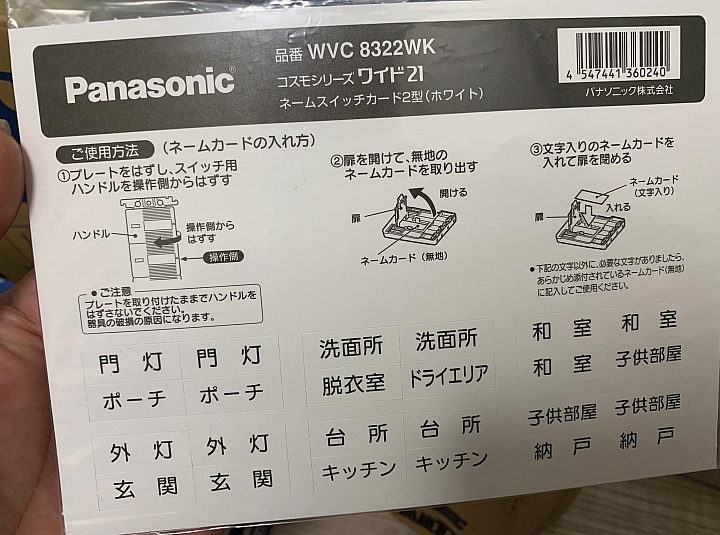 Panasonic®
品番 WVC 8322WK
コスモシリーズ ワイド21
ネームスイッチカード2型(ホワイト)
4 547441 360240
パナソニック株式会社
ご使用方法 (ネームカードの入れ方)
①プレートをはずし、スイッチ用
ハンドルを操作側からはずす
ハンドル
操作側から
はずす
操作側
●ご注意
プレートを取り付けたままでハンドルを
はずさないでください。
器具の破損の原因になります。
②扉を開けて、無地の
ネームカードを取り出す
開ける
扉
ネームカード(無地)
③文字入りのネームカードを
入れて扉を閉める
ネームカード
(文字入り)
扉
入れる
●下記の文字以外に、必要な文字がありましたら、
あらかじめ添付されているネームカード(無地)
に記入してご使用ください。
門 灯 門 灯
ポーチ ポーチ
洗面所 洗面所
脱衣室 ドライエリア
和 室 和 室
和 室 子供部屋
外 灯 外 灯
玄 関 玄 関
台 所 台 所
キッチン キッチン
子供部屋 子供部屋
納 戸 納 戸